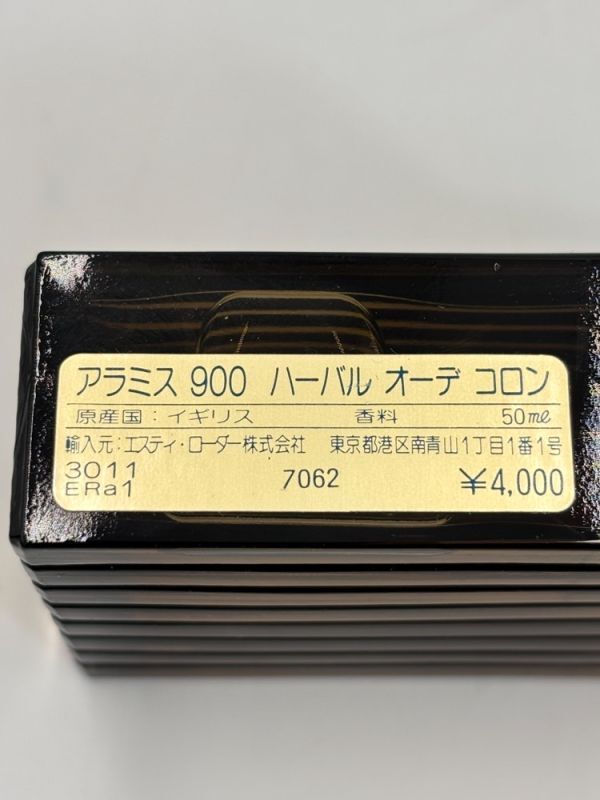 アラミス 900 ハーバル オーデ コロン
原産国:イギリス 香料 50ml
輸入元:エスティ・ローダー株式会社 東京都港区南青山1丁目1番1号
3011 7062 ¥4,000
ERa1